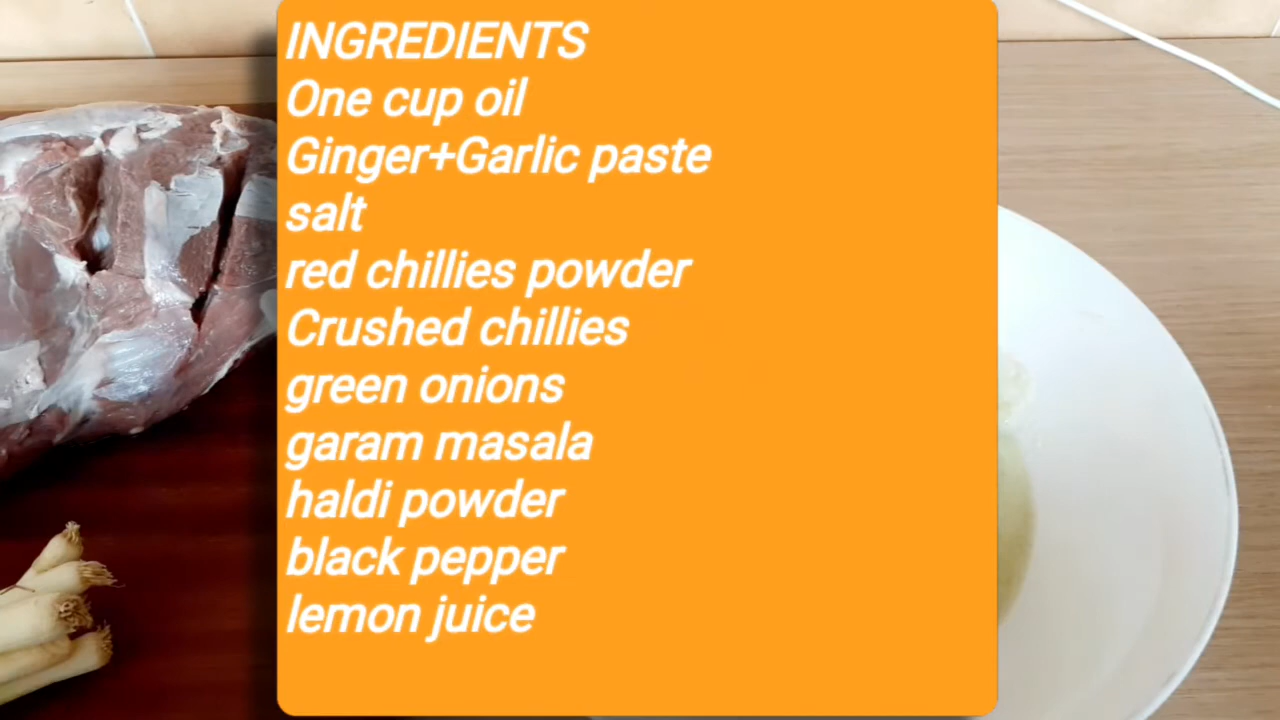 INGREDIENTS
One cup oil
Ginger+Garlic paste
salt
red chillies powder
Crushed chillies
green onions
garam masala
haldi powder
black pepper
lemon juice